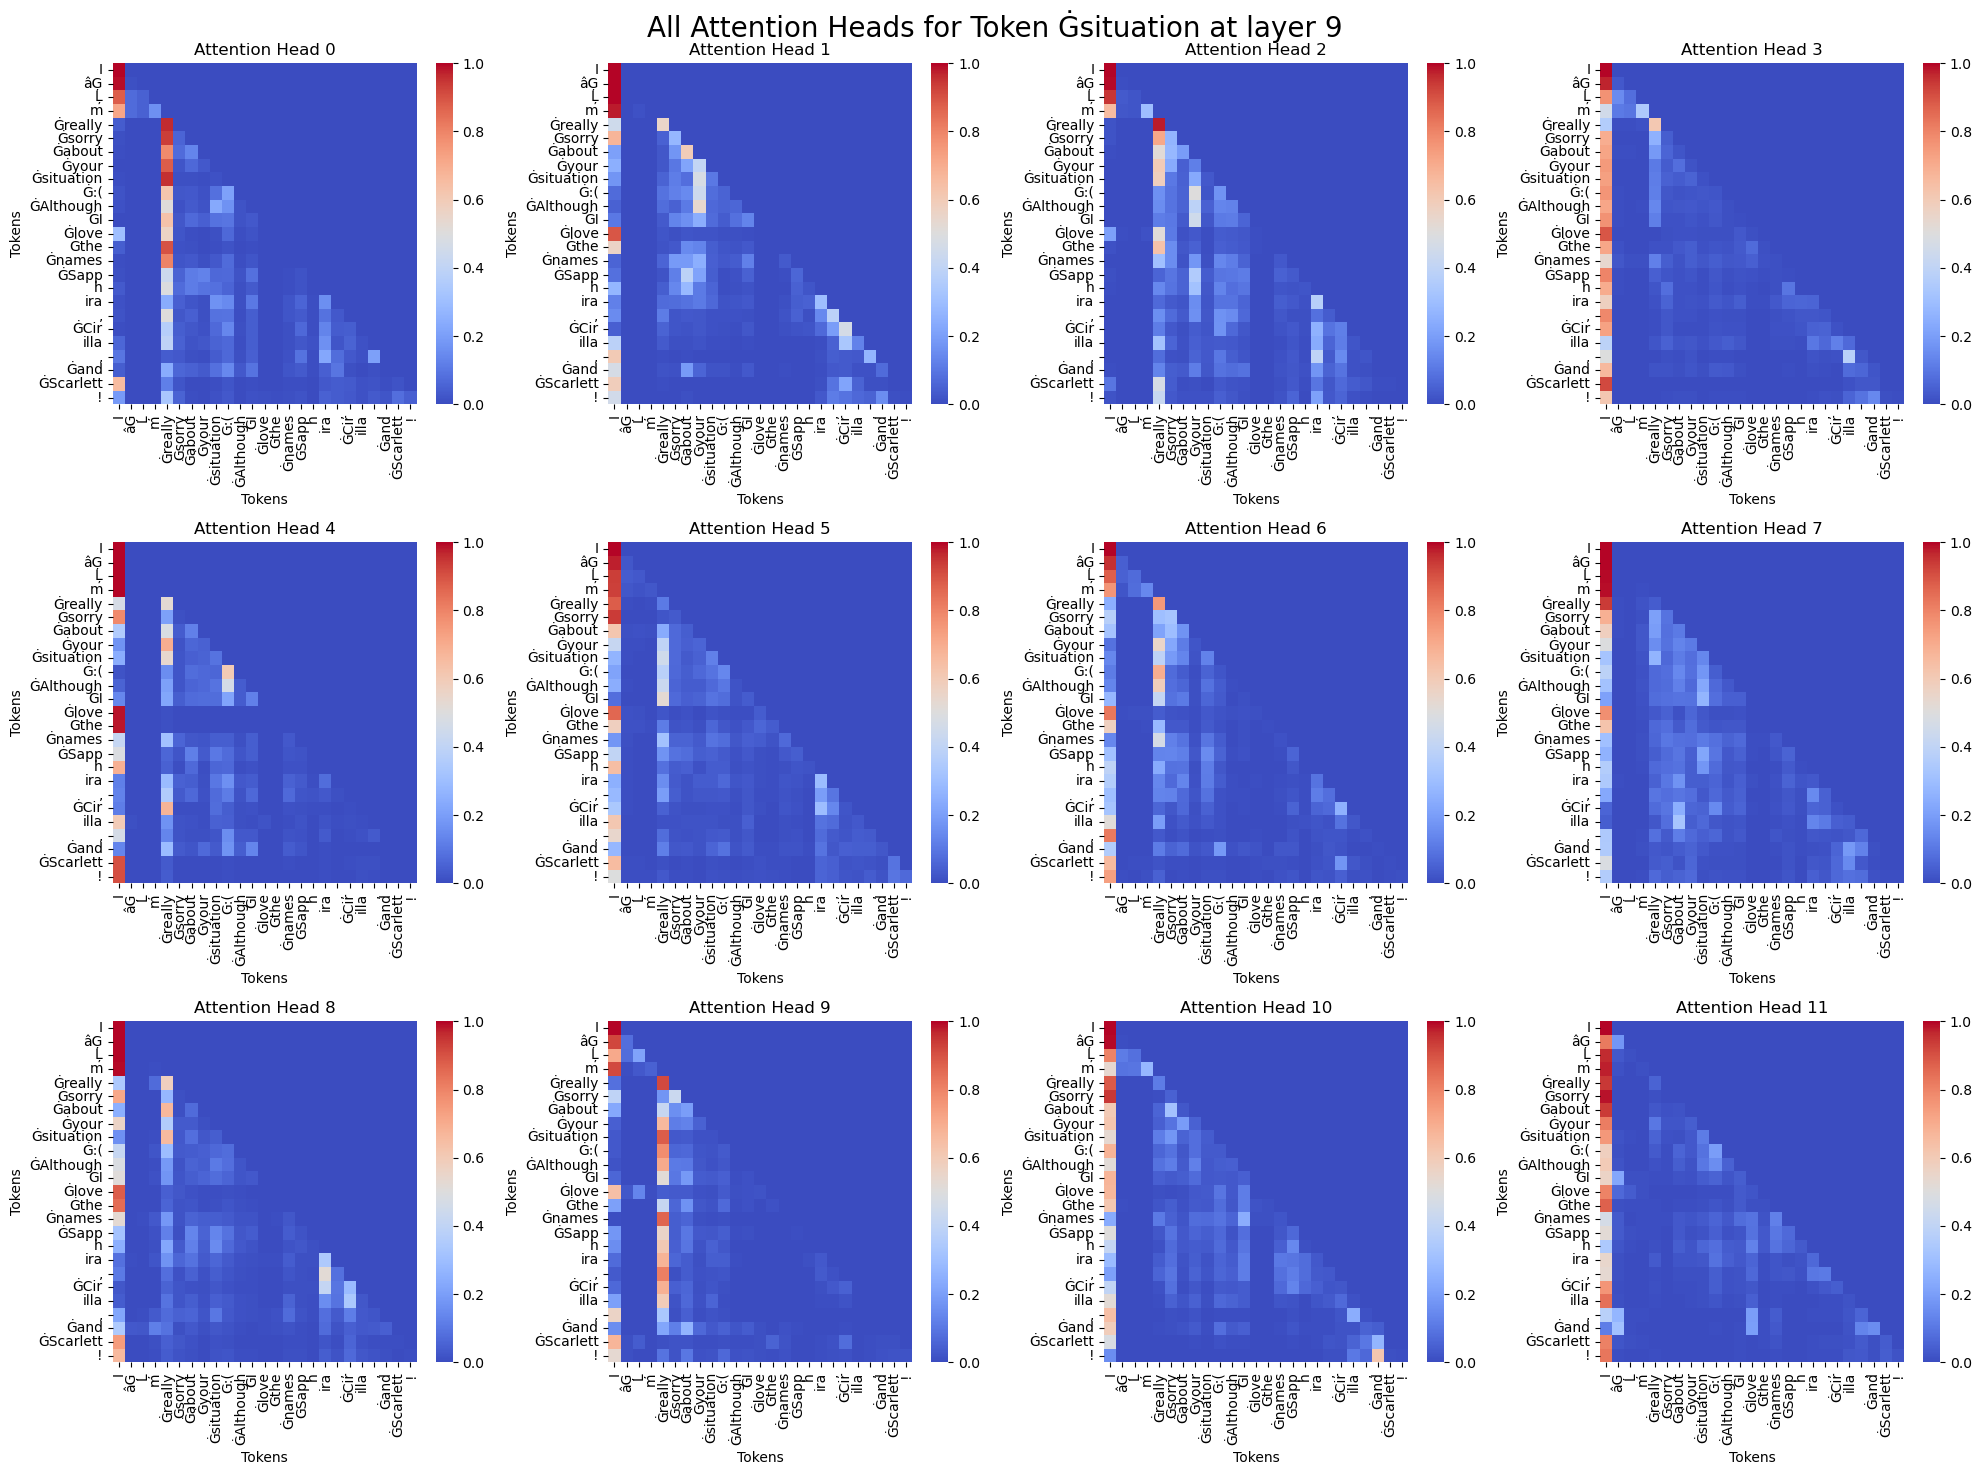 All Attention Heads for Token Ġsituation at layer 9
Attention Head 0
Attention Head 1
Attention Head 2
Attention Head 3
Attention Head 4
Attention Head 5
Attention Head 6
Attention Head 7
Attention Head 8
Attention Head 9
Attention Head 10
Attention Head 11
Tokens
I
âĢ
Ļ
m
Ġreally
Ġsorry
Ġabout
Ġyour
Ġsituation
Ġ:(
ĠAlthough
ĠI
Ġlove
Ġthe
Ġnames
ĠSapp
h
ira
,
ĠCir
illa
,
Ġand
ĠScarlett
!
1.0
0.8
0.6
0.4
0.2
0.0